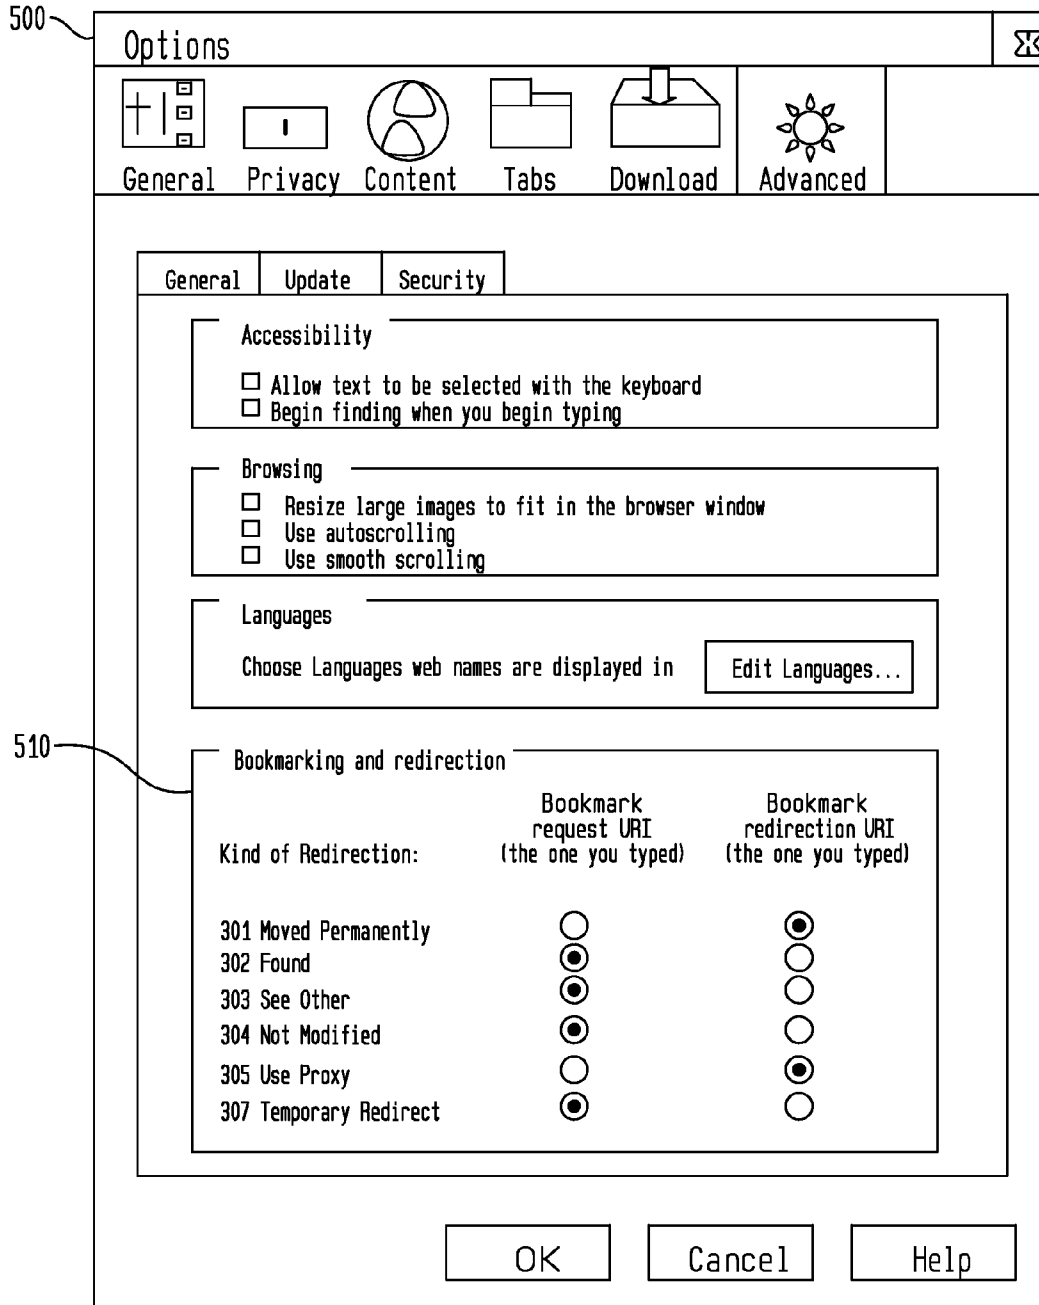 500
Options
General Privacy Content Tabs Download Advanced
General Update Security
Accessibility
Allow text to be selected with the keyboard
Begin finding when you begin typing
Browsing
Resize large images to fit in the browser window
Use autoscrolling
Use smooth scrolling
Languages
Choose Languages web names are displayed in Edit Languages...
510
Bookmarking and redirection
Bookmark Bookmark
request URI redirection URI
Kind of Redirection: (the one you typed) (the one you typed)
301 Moved Permanently
302 Found
303 See Other
304 Not Modified
305 Use Proxy
307 Temporary Redirect
OK Cancel Help